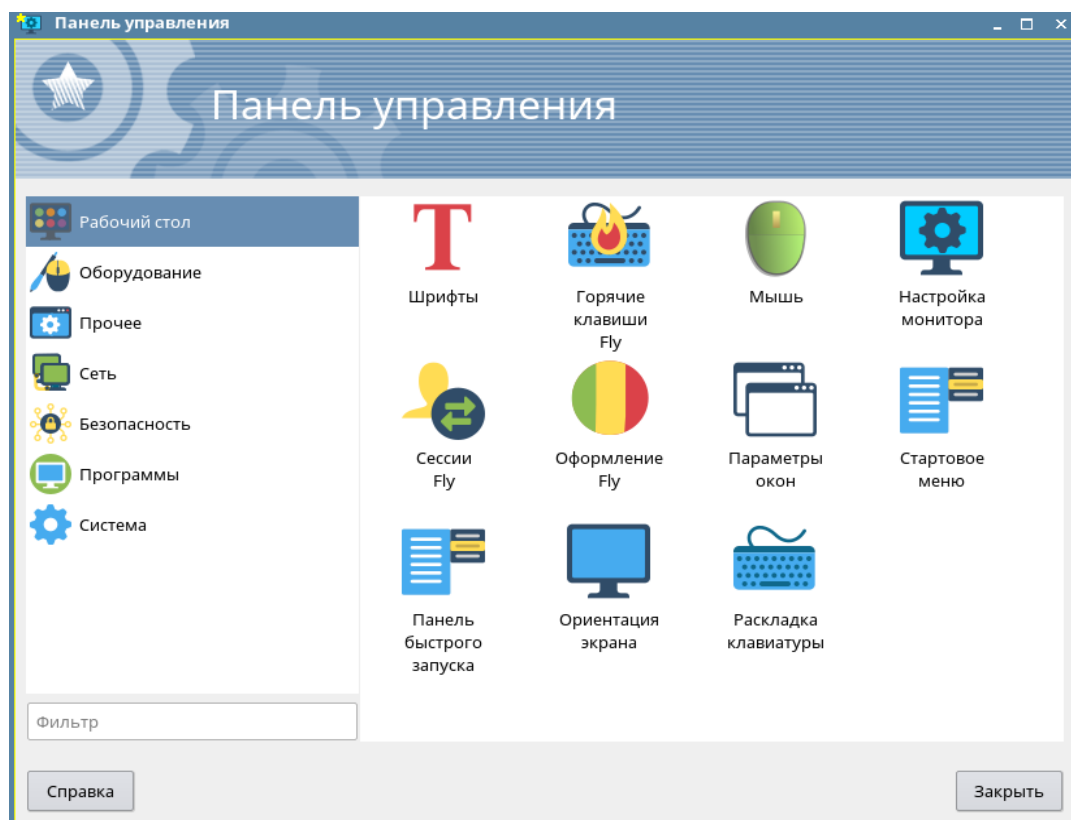 Панель управления
Панель управления
Рабочий стол
Оборудование
Прочее
Сеть
Безопасность
Программы
Система
Фильтр
T
Шрифты
Горячие
клавиши
Fly
Мышь
Настройка
монитора
Сессии
Fly
Оформление
Fly
Параметры
окон
Стартовое
меню
Панель
быстрого
запуска
Ориентация
экрана
Раскладка
клавиатуры
Справка
Закрыть